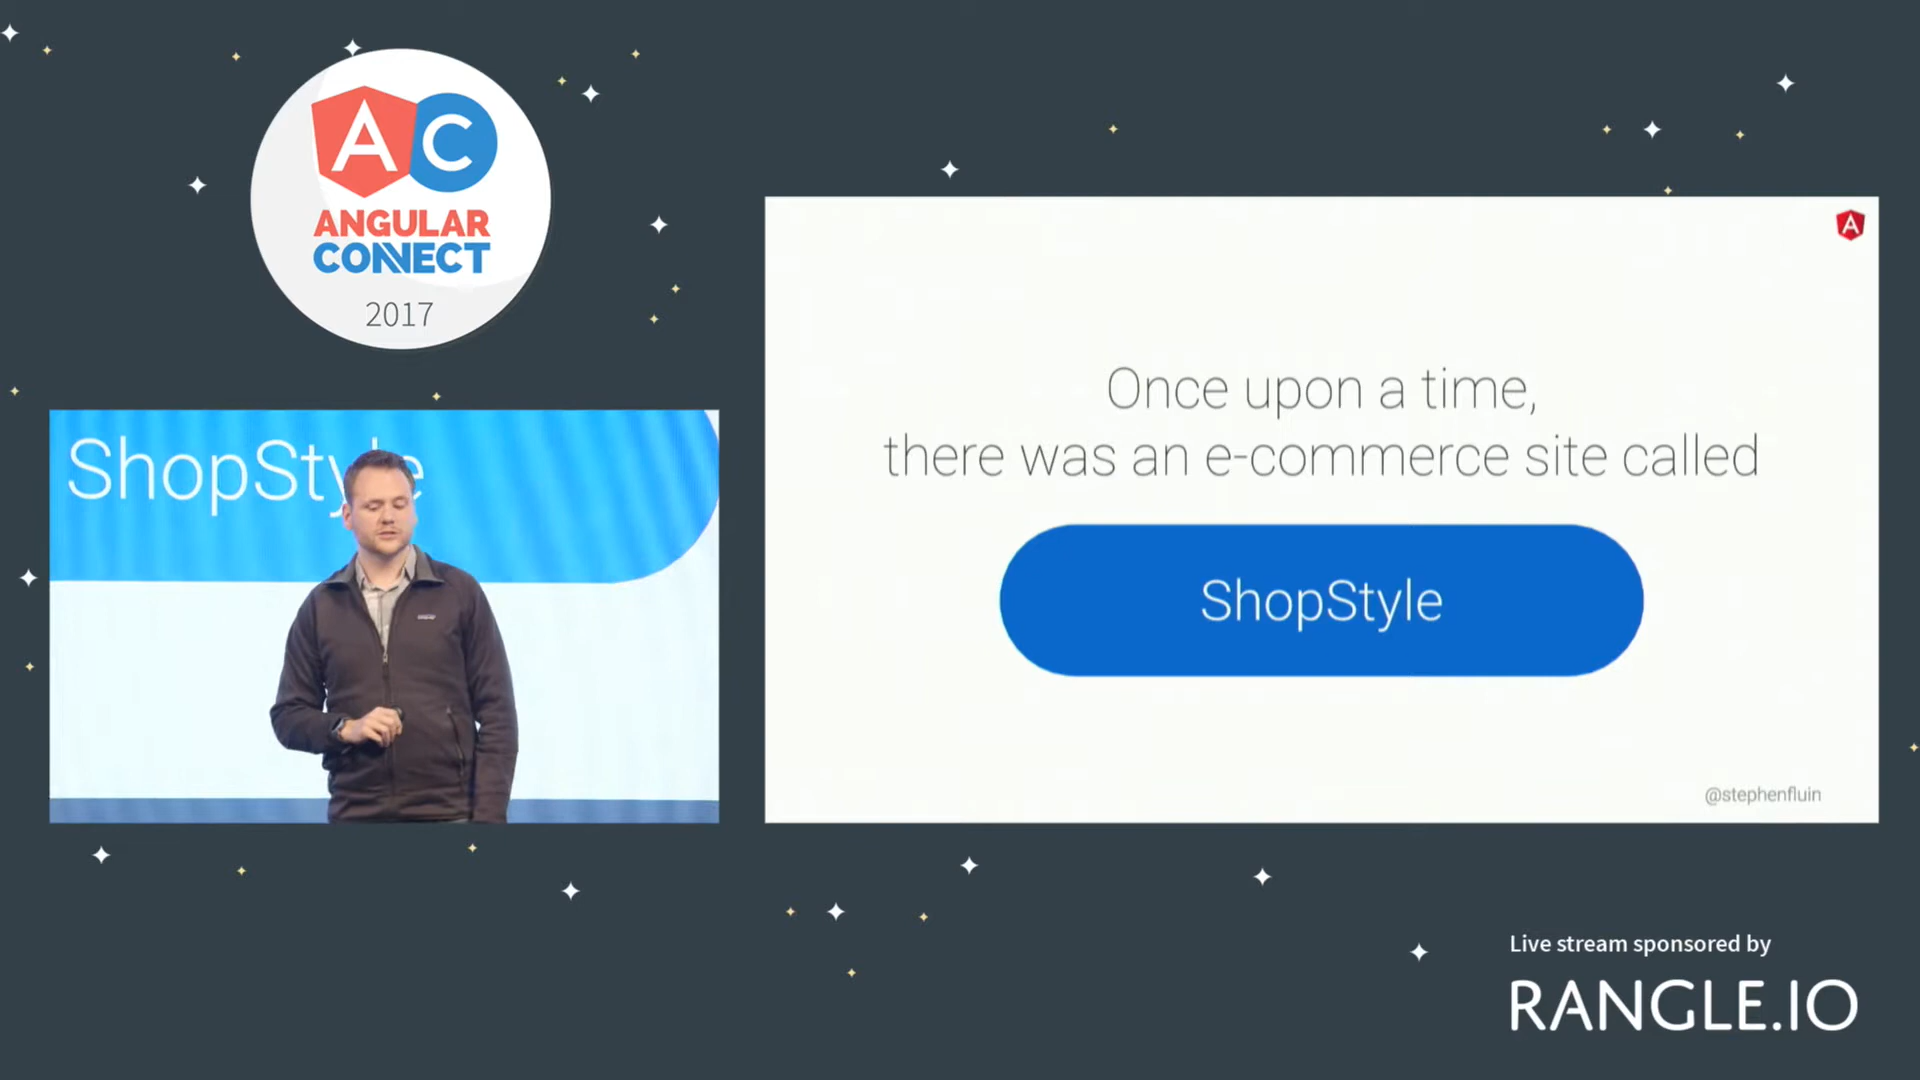 AC
ANGULAR
CONNECT
2017
ShopStyle
A
Once upon a time,
there was an e-commerce site called
ShopStyle
@stephenfluin
Live stream sponsored by
RANGLE.IO